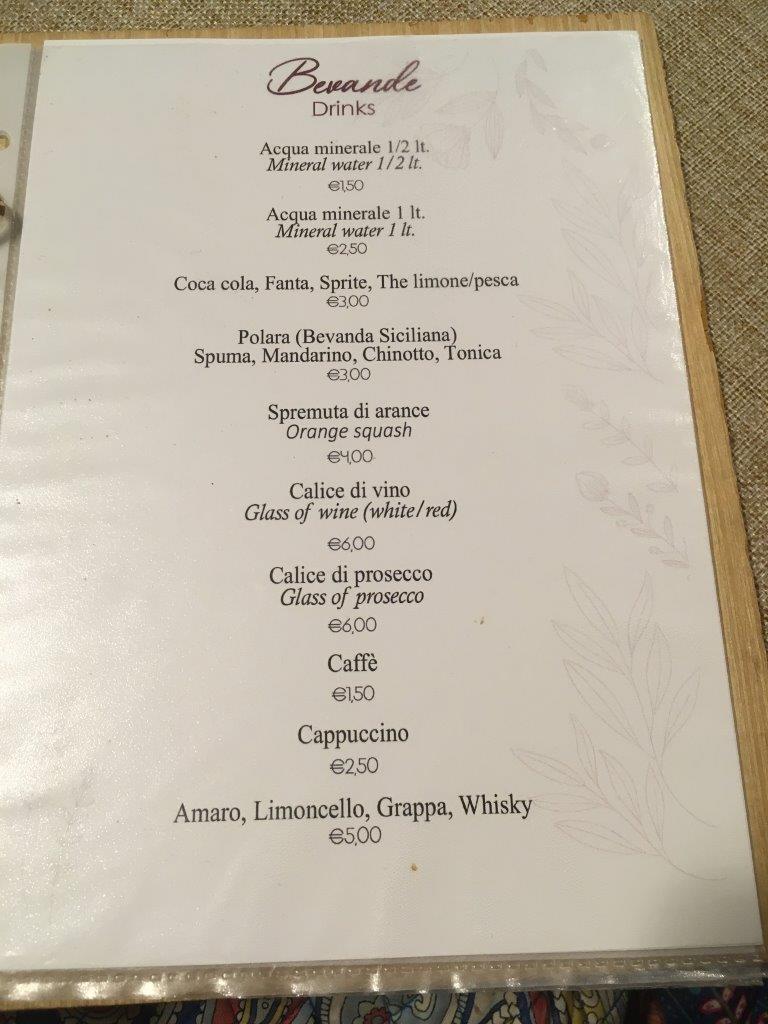 Bevande
Drinks
Acqua minerale 1/2 lt.
Mineral water 1/2 lt.
€1,50
Acqua minerale 1 lt.
Mineral water 1 lt.
€2,50
Coca cola, Fanta, Sprite, The limone/pesca
€3,00
Polara (Bevanda Siciliana)
Spuma, Mandarino, Chinotto, Tonica
€3,00
Spremuta di arance
Orange squash
€4,00
Calice di vino
Glass of wine (white/red)
€6,00
Calice di prosecco
Glass of prosecco
€6,00
Caffè
€1,50
Cappuccino
€2,50
Amaro, Limoncello, Grappa, Whisky
€5,00